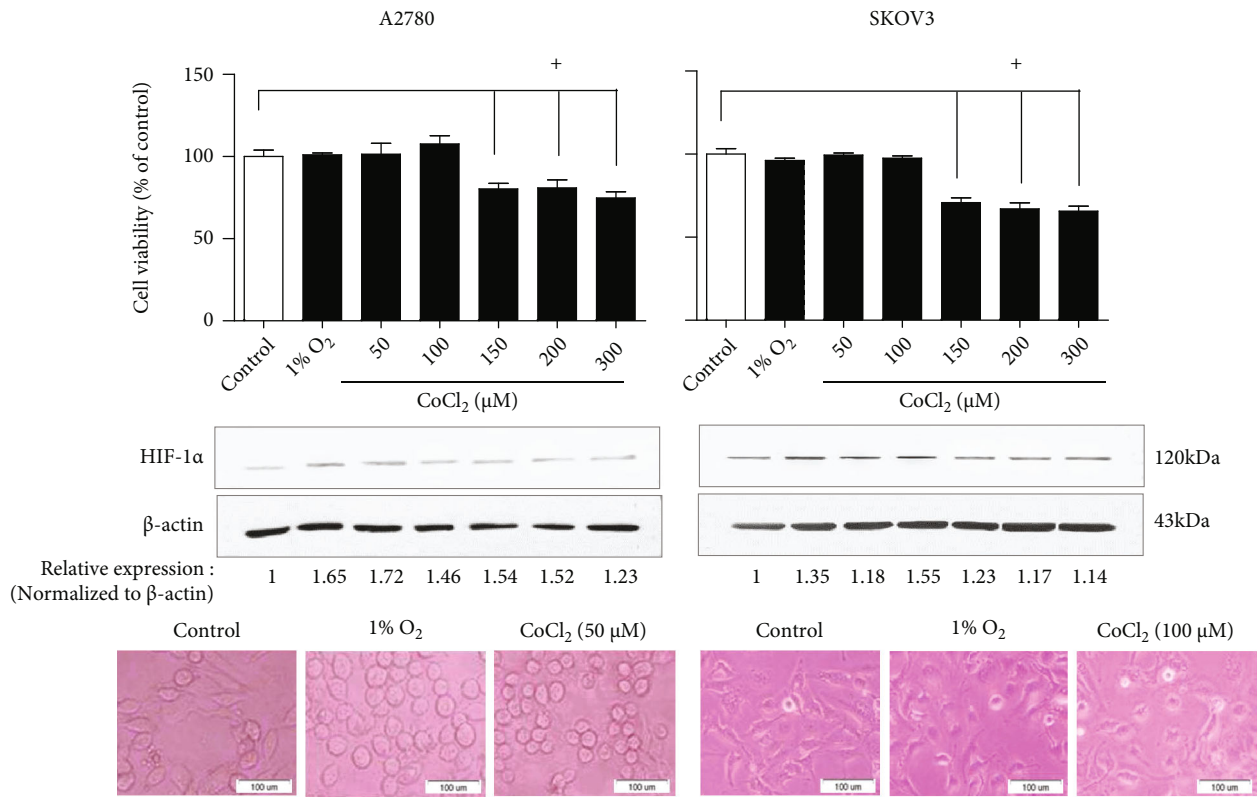 A2780
SKOV3
Cell viability (% of control)
150
100
50
0
+
+
Control
1% O₂
50
100
150
200
300
CoCl₂ (μM)
Control
1% O₂
50
100
150
200
300
CoCl₂ (μM)
HIF-1α
120kDa
β-actin
43kDa
Relative expression :
(Normalized to β-actin)
1 1.65 1.72 1.46 1.54 1.52 1.23
1 1.35 1.18 1.55 1.23 1.17 1.14
Control
1% O₂
CoCl₂ (50 μM)
Control
1% O₂
CoCl₂ (100 μM)
100 um
100 um
100 um
100 um
100 um
100 um